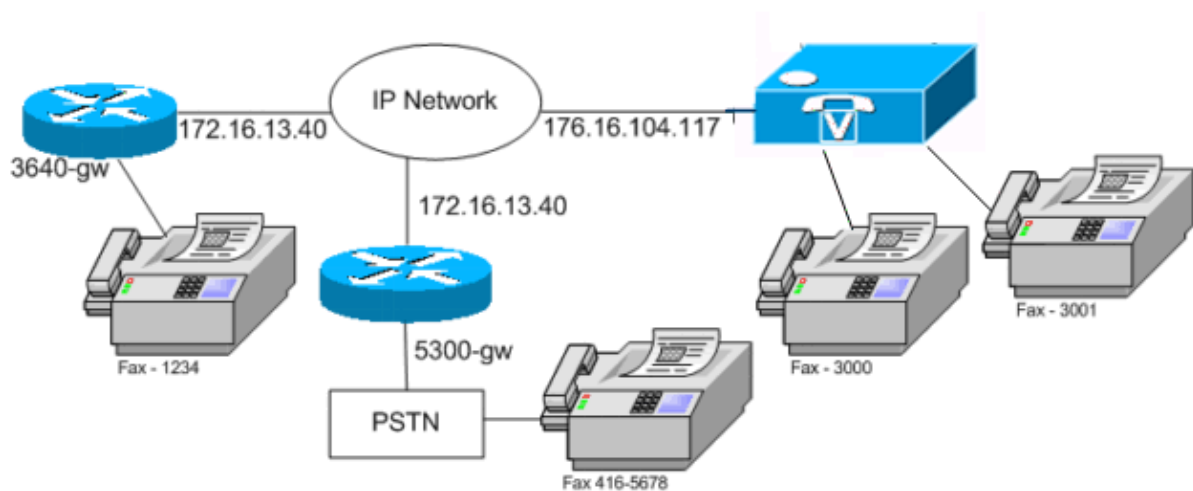 IP Network
172.16.13.40
176.16.104.117
V
3640-gw
172.16.13.40
Fax - 1234
5300-gw
Fax - 3000
Fax - 3001
PSTN
Fax 416-5678